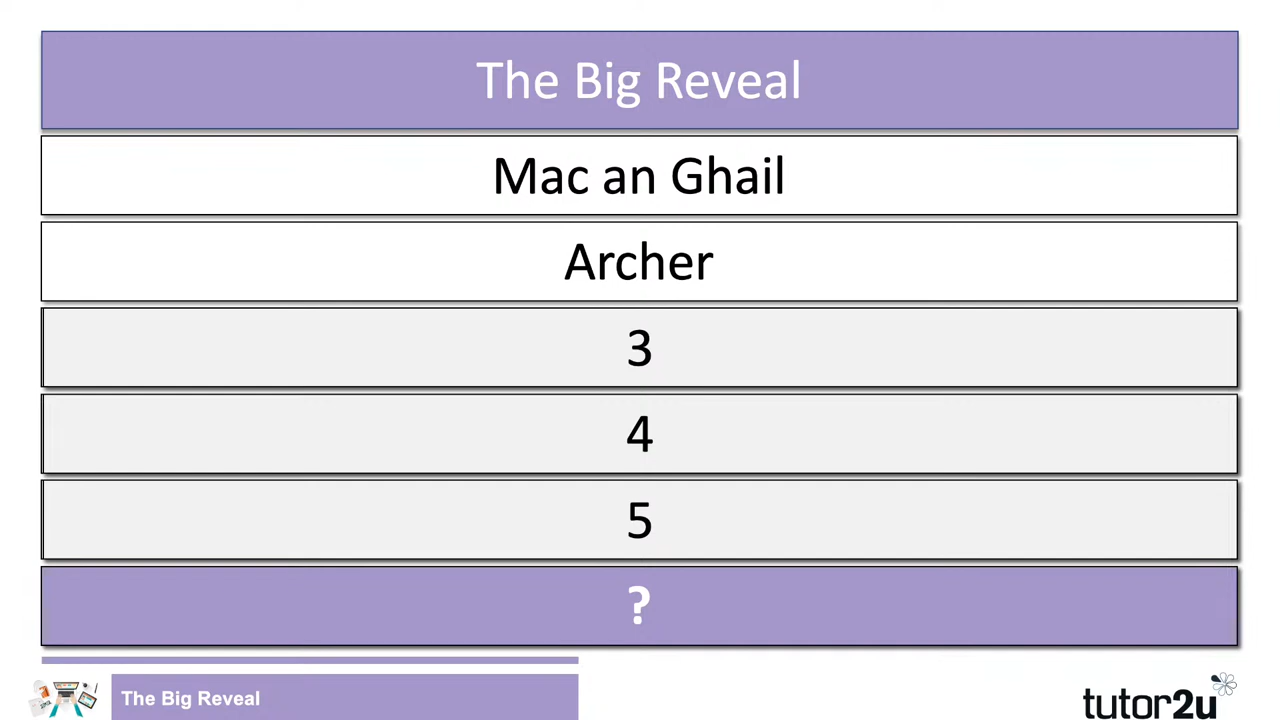 The Big Reveal
Mac an Ghail
Archer
3
4
5
?
The Big Reveal
tutor2u